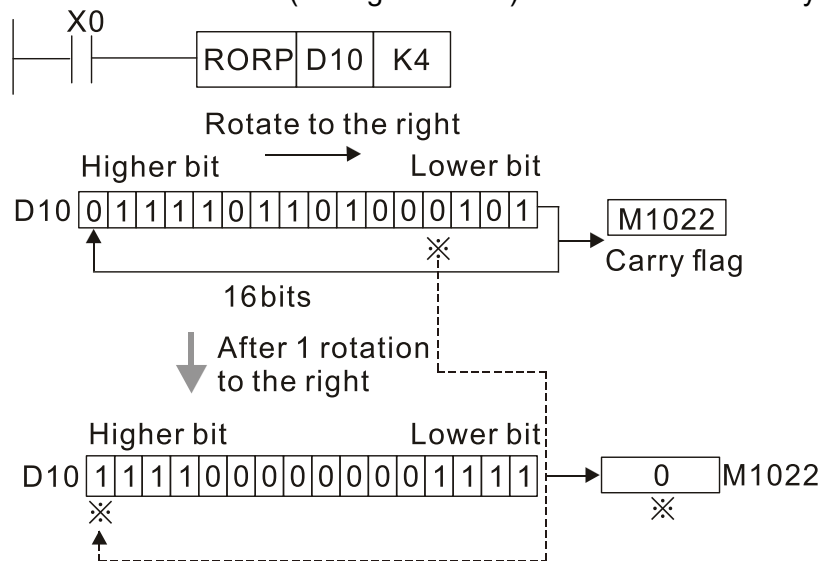 X0
RORP D10 K4
Rotate to the right
Higher bit Lower bit
D10 0 1 1 1 1 0 1 1 0 1 0 0 0 1 0 1 M1022
※ Carry flag
16bits
After 1 rotation
to the right
Higher bit Lower bit
D10 1 1 1 1 0 0 0 0 0 0 0 0 1 1 1 1 0 M1022
※ ※